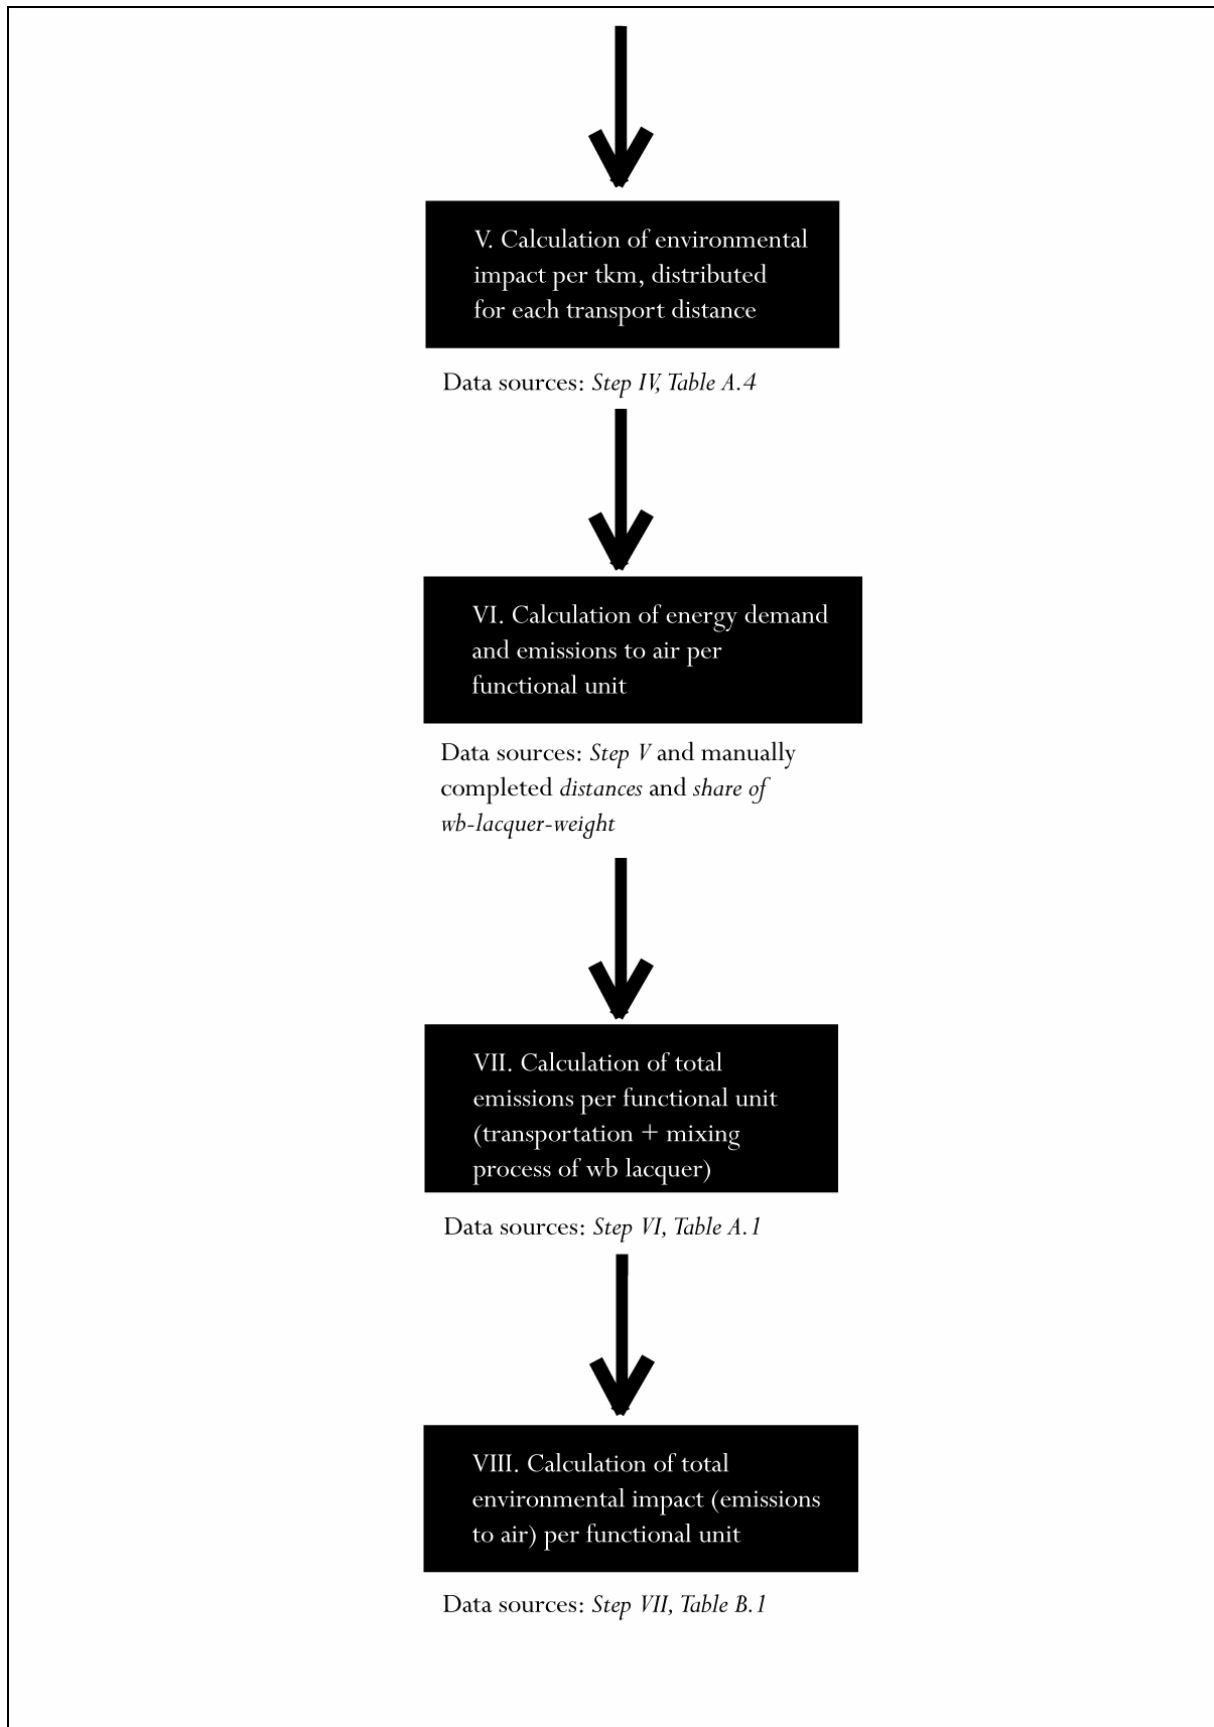 V. Calculation of environmental
impact per tkm, distributed
for each transport distance
Data sources: Step IV, Table A.4
VI. Calculation of energy demand
and emissions to air per
functional unit
Data sources: Step V and manually
completed distances and share of
wb-lacquer-weight
VII. Calculation of total
emissions per functional unit
(transportation + mixing
process of wb lacquer)
Data sources: Step VI, Table A.1
VIII. Calculation of total
environmental impact (emissions
to air) per functional unit
Data sources: Step VII, Table B.1